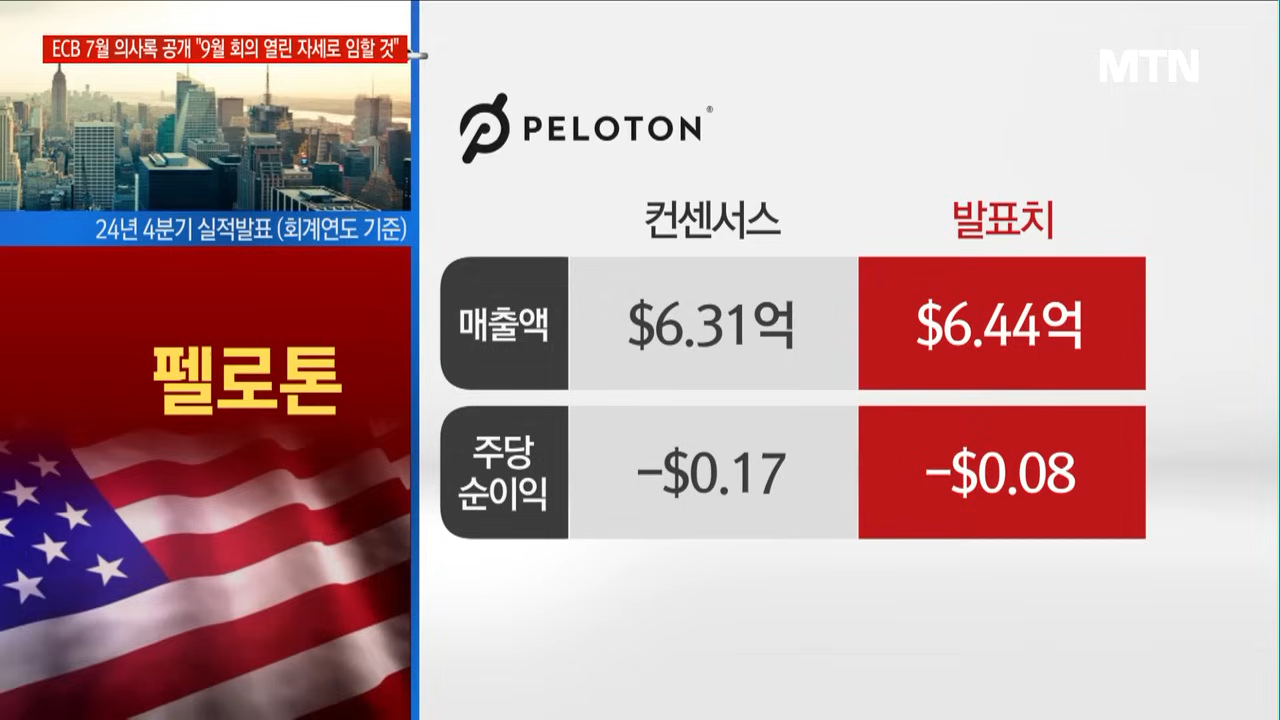 ECB 7월 의사록 공개 "9월 회의 열린 자세로 임할 것"
MTN
PELOTON®
24년 4분기 실적발표 (회계연도 기준)
펠로톤
컨센서스 발표치
매출액 $6.31억 $6.44억
주당
순이익 -$0.17 -$0.08